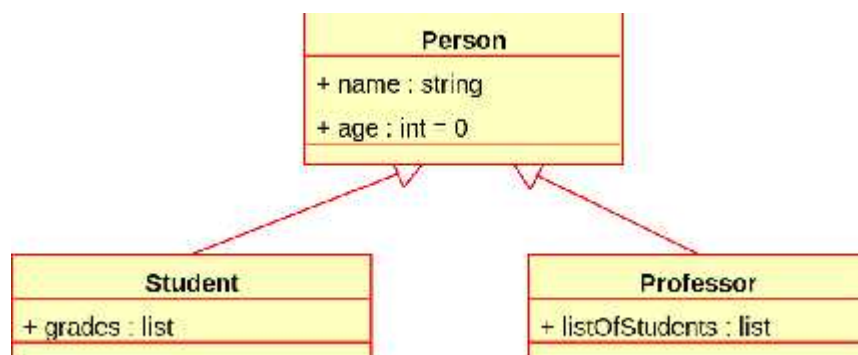 Person
+ name : string
+ age : int = 0
Student
+ grades : list
Professor
+ listOfStudents : list